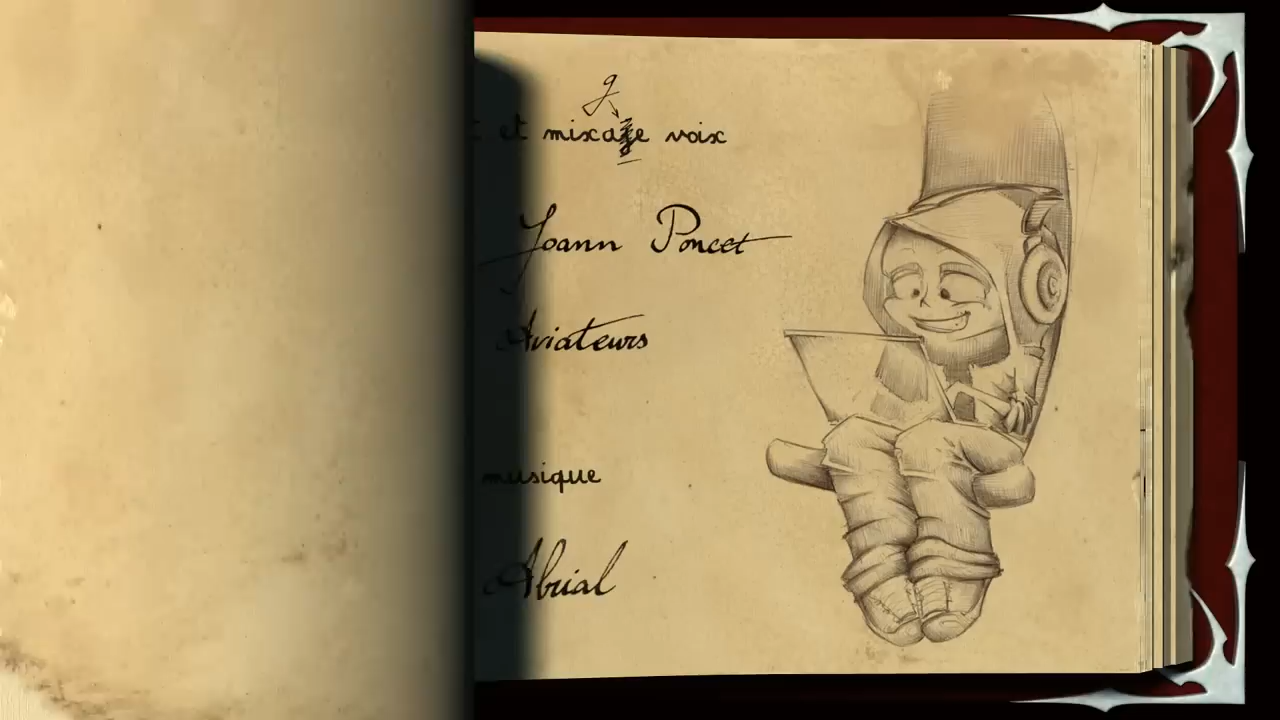 g
et mixage voix
Joann Poncet
Aviateurs
musique
Abrial